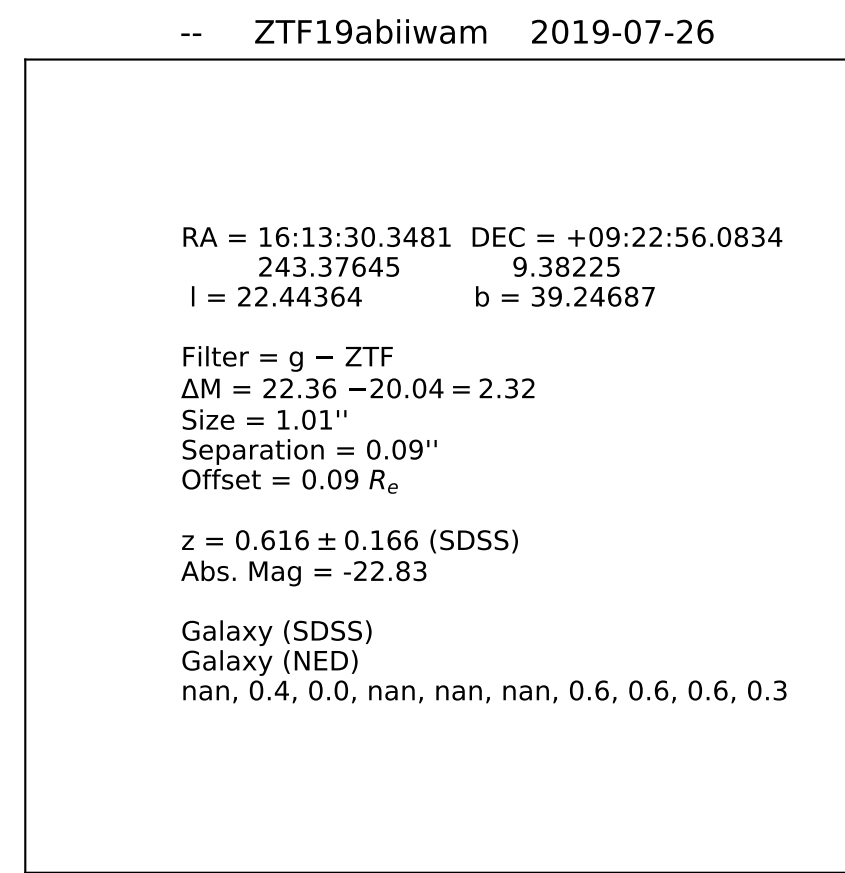 -- ZTF19abiiwam 2019-07-26
RA = 16:13:30.3481 DEC = +09:22:56.0834
243.37645 9.38225
l = 22.44364 b = 39.24687
Filter = g − ZTF
ΔM = 22.36 −20.04 = 2.32
Size = 1.01''
Separation = 0.09''
Offset = 0.09 Rₑ
z = 0.616 ± 0.166 (SDSS)
Abs. Mag = -22.83
Galaxy (SDSS)
Galaxy (NED)
nan, 0.4, 0.0, nan, nan, nan, 0.6, 0.6, 0.6, 0.3